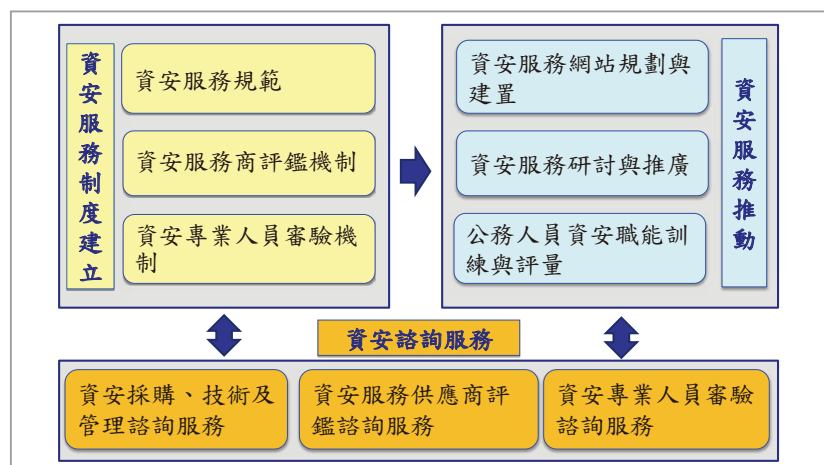 資安服務制度建立
資安服務規範
資安服務商評鑑機制
資安專業人員審驗機
制
資安服務網站規劃與
建置
資安服務研討與推廣
公務人員資安職能訓
練與評量
資安服務推動
資安諮詢服務
資安採購、技術及
管理諮詢服務
資安服務供應商評
鑑諮詢服務
資安專業人員審驗
諮詢服務